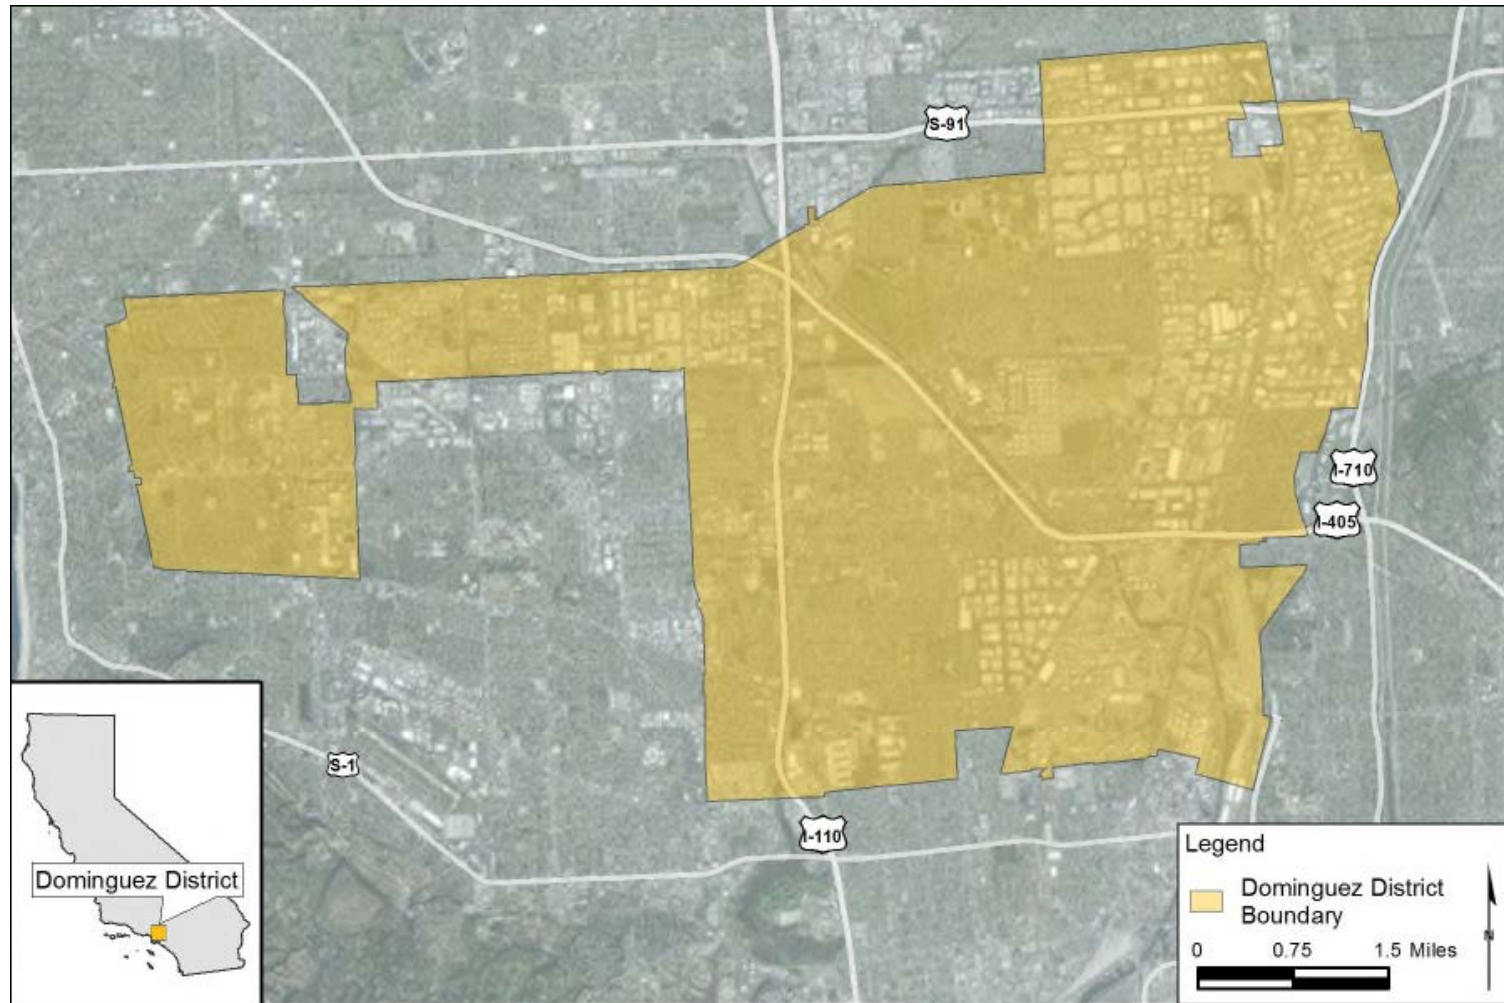 S-91
I-710
I-405
S-1
I-110
Dominguez District
Legend
Dominguez District
Boundary
0 0.75 1.5 Miles
N